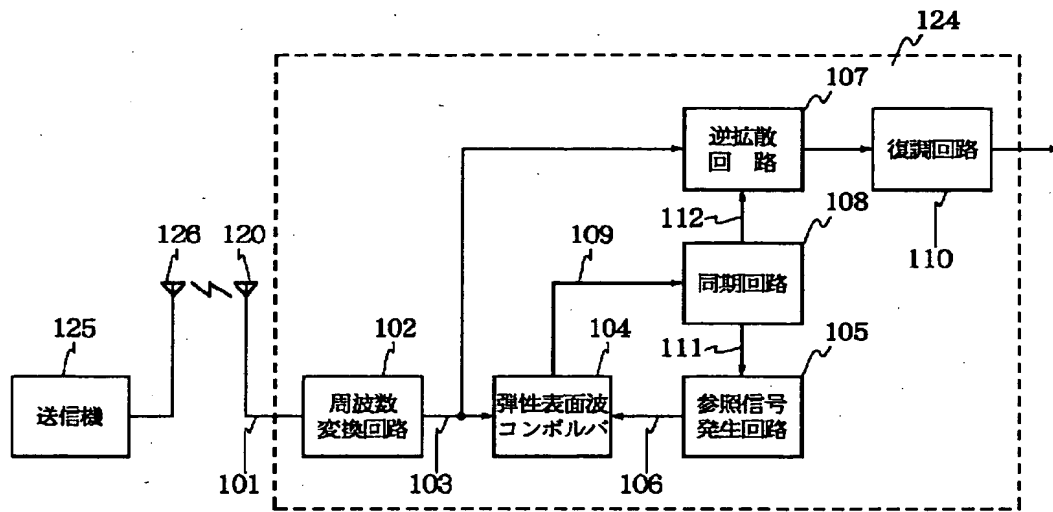 124
107
逆拡散
回路
復調回路
112
108
110
126
120
109
同期回路
125
102
104
111
105
送信機
周波数
変換回路
弾性表面波
コンボルバ
参照信号
発生回路
101
103
106